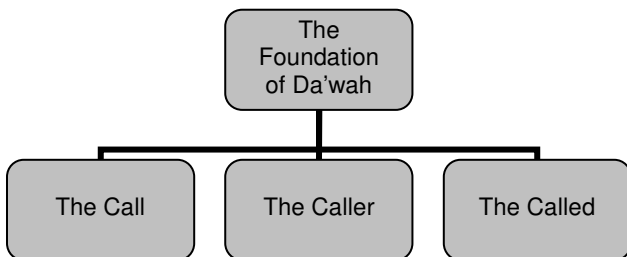 The
Foundation
of Da’wah
The Call
The Caller
The Called